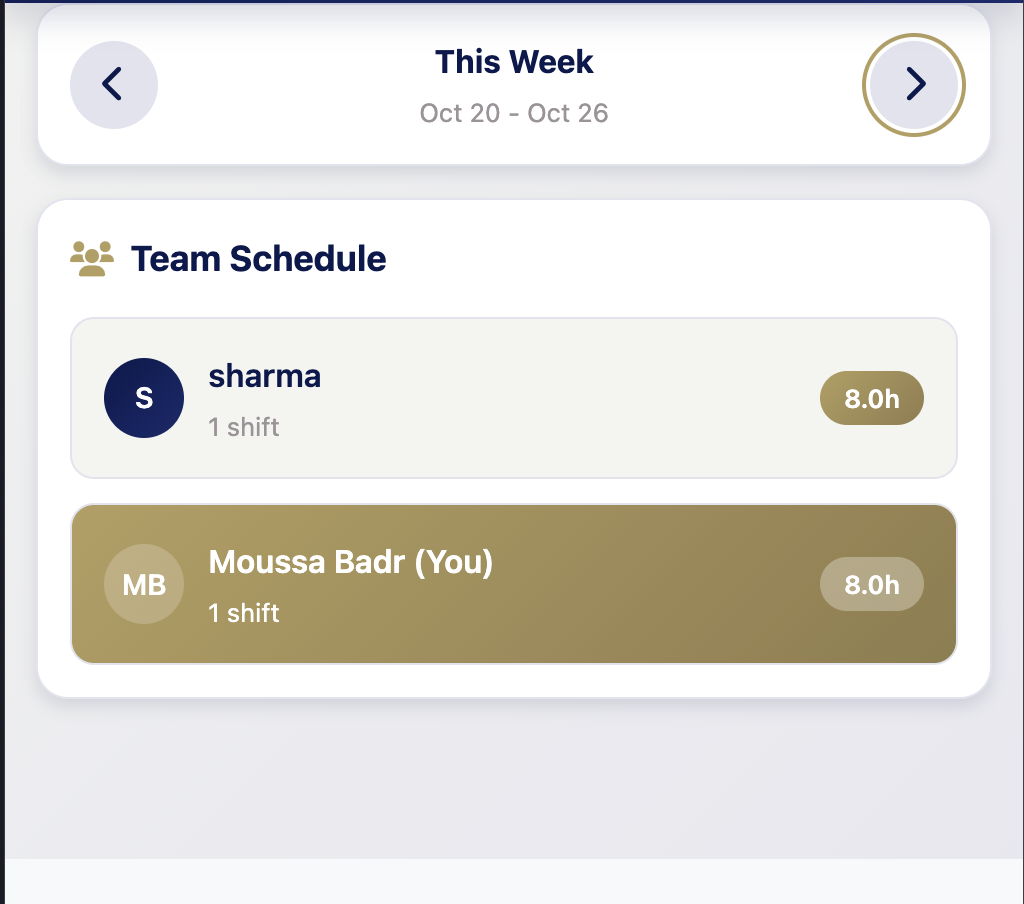 This Week
Oct 20 - Oct 26
Team Schedule
S
sharma
1 shift
8.0h
MB
Moussa Badr (You)
1 shift
8.0h